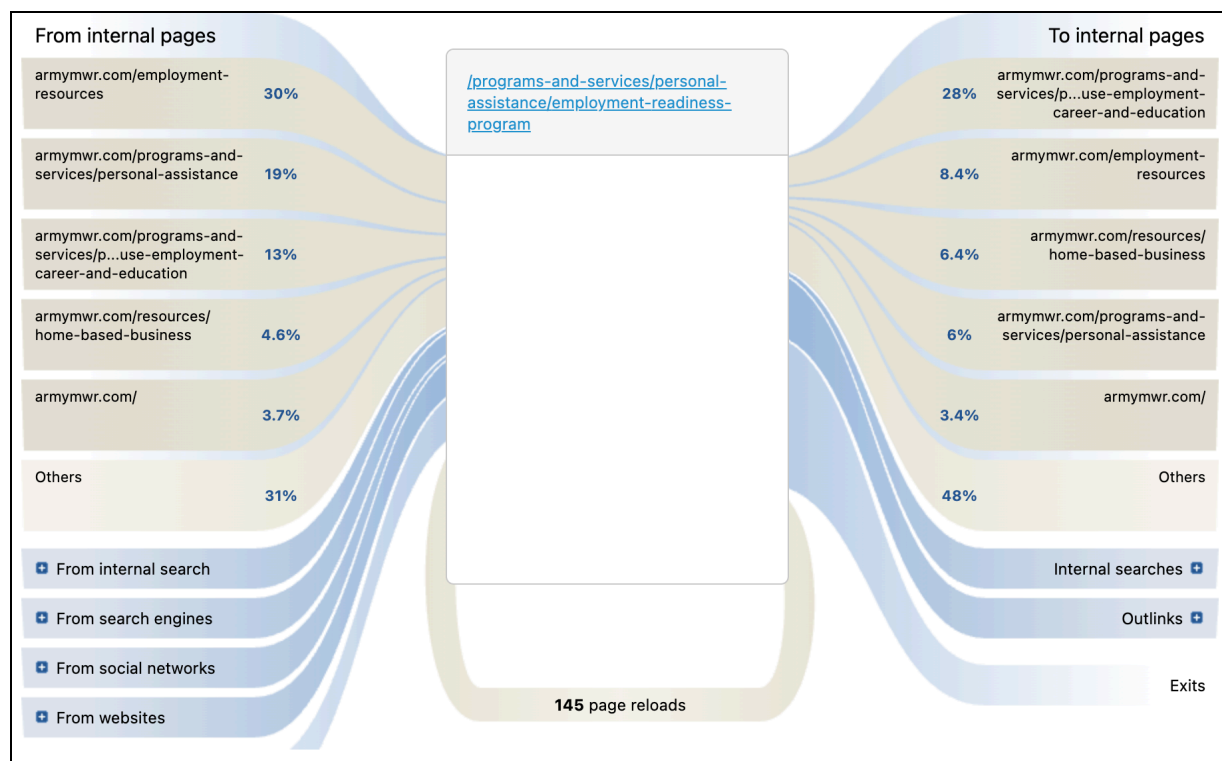 From internal pages
armymwr.com/employment-
resources
30%
armymwr.com/programs-and-
services/personal-assistance
19%
armymwr.com/programs-and-
services/p...use-employment-
career-and-education
13%
armymwr.com/resources/
home-based-business
4.6%
armymwr.com/
3.7%
Others
31%
From internal search
From search engines
From social networks
From websites
/programs-and-services/personal-
assistance/employment-readiness-
program
145 page reloads
To internal pages
28%
armymwr.com/programs-and-
services/p...use-employment-
career-and-education
8.4%
armymwr.com/employment-
resources
6.4%
armymwr.com/resources/
home-based-business
6%
armymwr.com/programs-and-
services/personal-assistance
3.4%
armymwr.com/
48%
Others
Internal searches
Outlinks
Exits